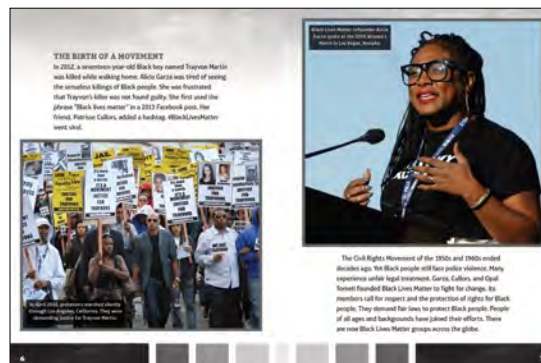 THE BIRTH OF A MOVEMENT
In 2012, a seventeen-year-old Black boy named Trayvon Martin
was killed while walking home. Alicia Garza was tired of seeing
the senseless killings of Black people. She was frustrated
that Trayvon's killer was not found guilty. She first used the
phrase "Black lives matter" in a 2013 Facebook post. Her
friend, Patrisse Cullors, added a hashtag. #BlackLivesMatter
went viral.
JAIL
JUSTICE
FOR
TRAYVON
In April 2012, protestors marched silently
through Los Angeles, California. They were
demanding justice for Trayvon Martin.
6
Black Lives Matter cofounder Alicia
Garza spoke at the Women's
March in Las Vegas, Nevada.
The Civil Rights Movement of the 1950s and 1960s ended
decades ago. Yet Black people still face police violence. Many
experience unfair legal treatment. Garza, Cullors, and Opal
Tometi founded Black Lives Matter to fight for change. Its
members call for respect and the protection of rights for Black
people. They demand fair laws to protect Black people. People
of all ages and backgrounds have joined their efforts. There
are now Black Lives Matter groups across the globe.